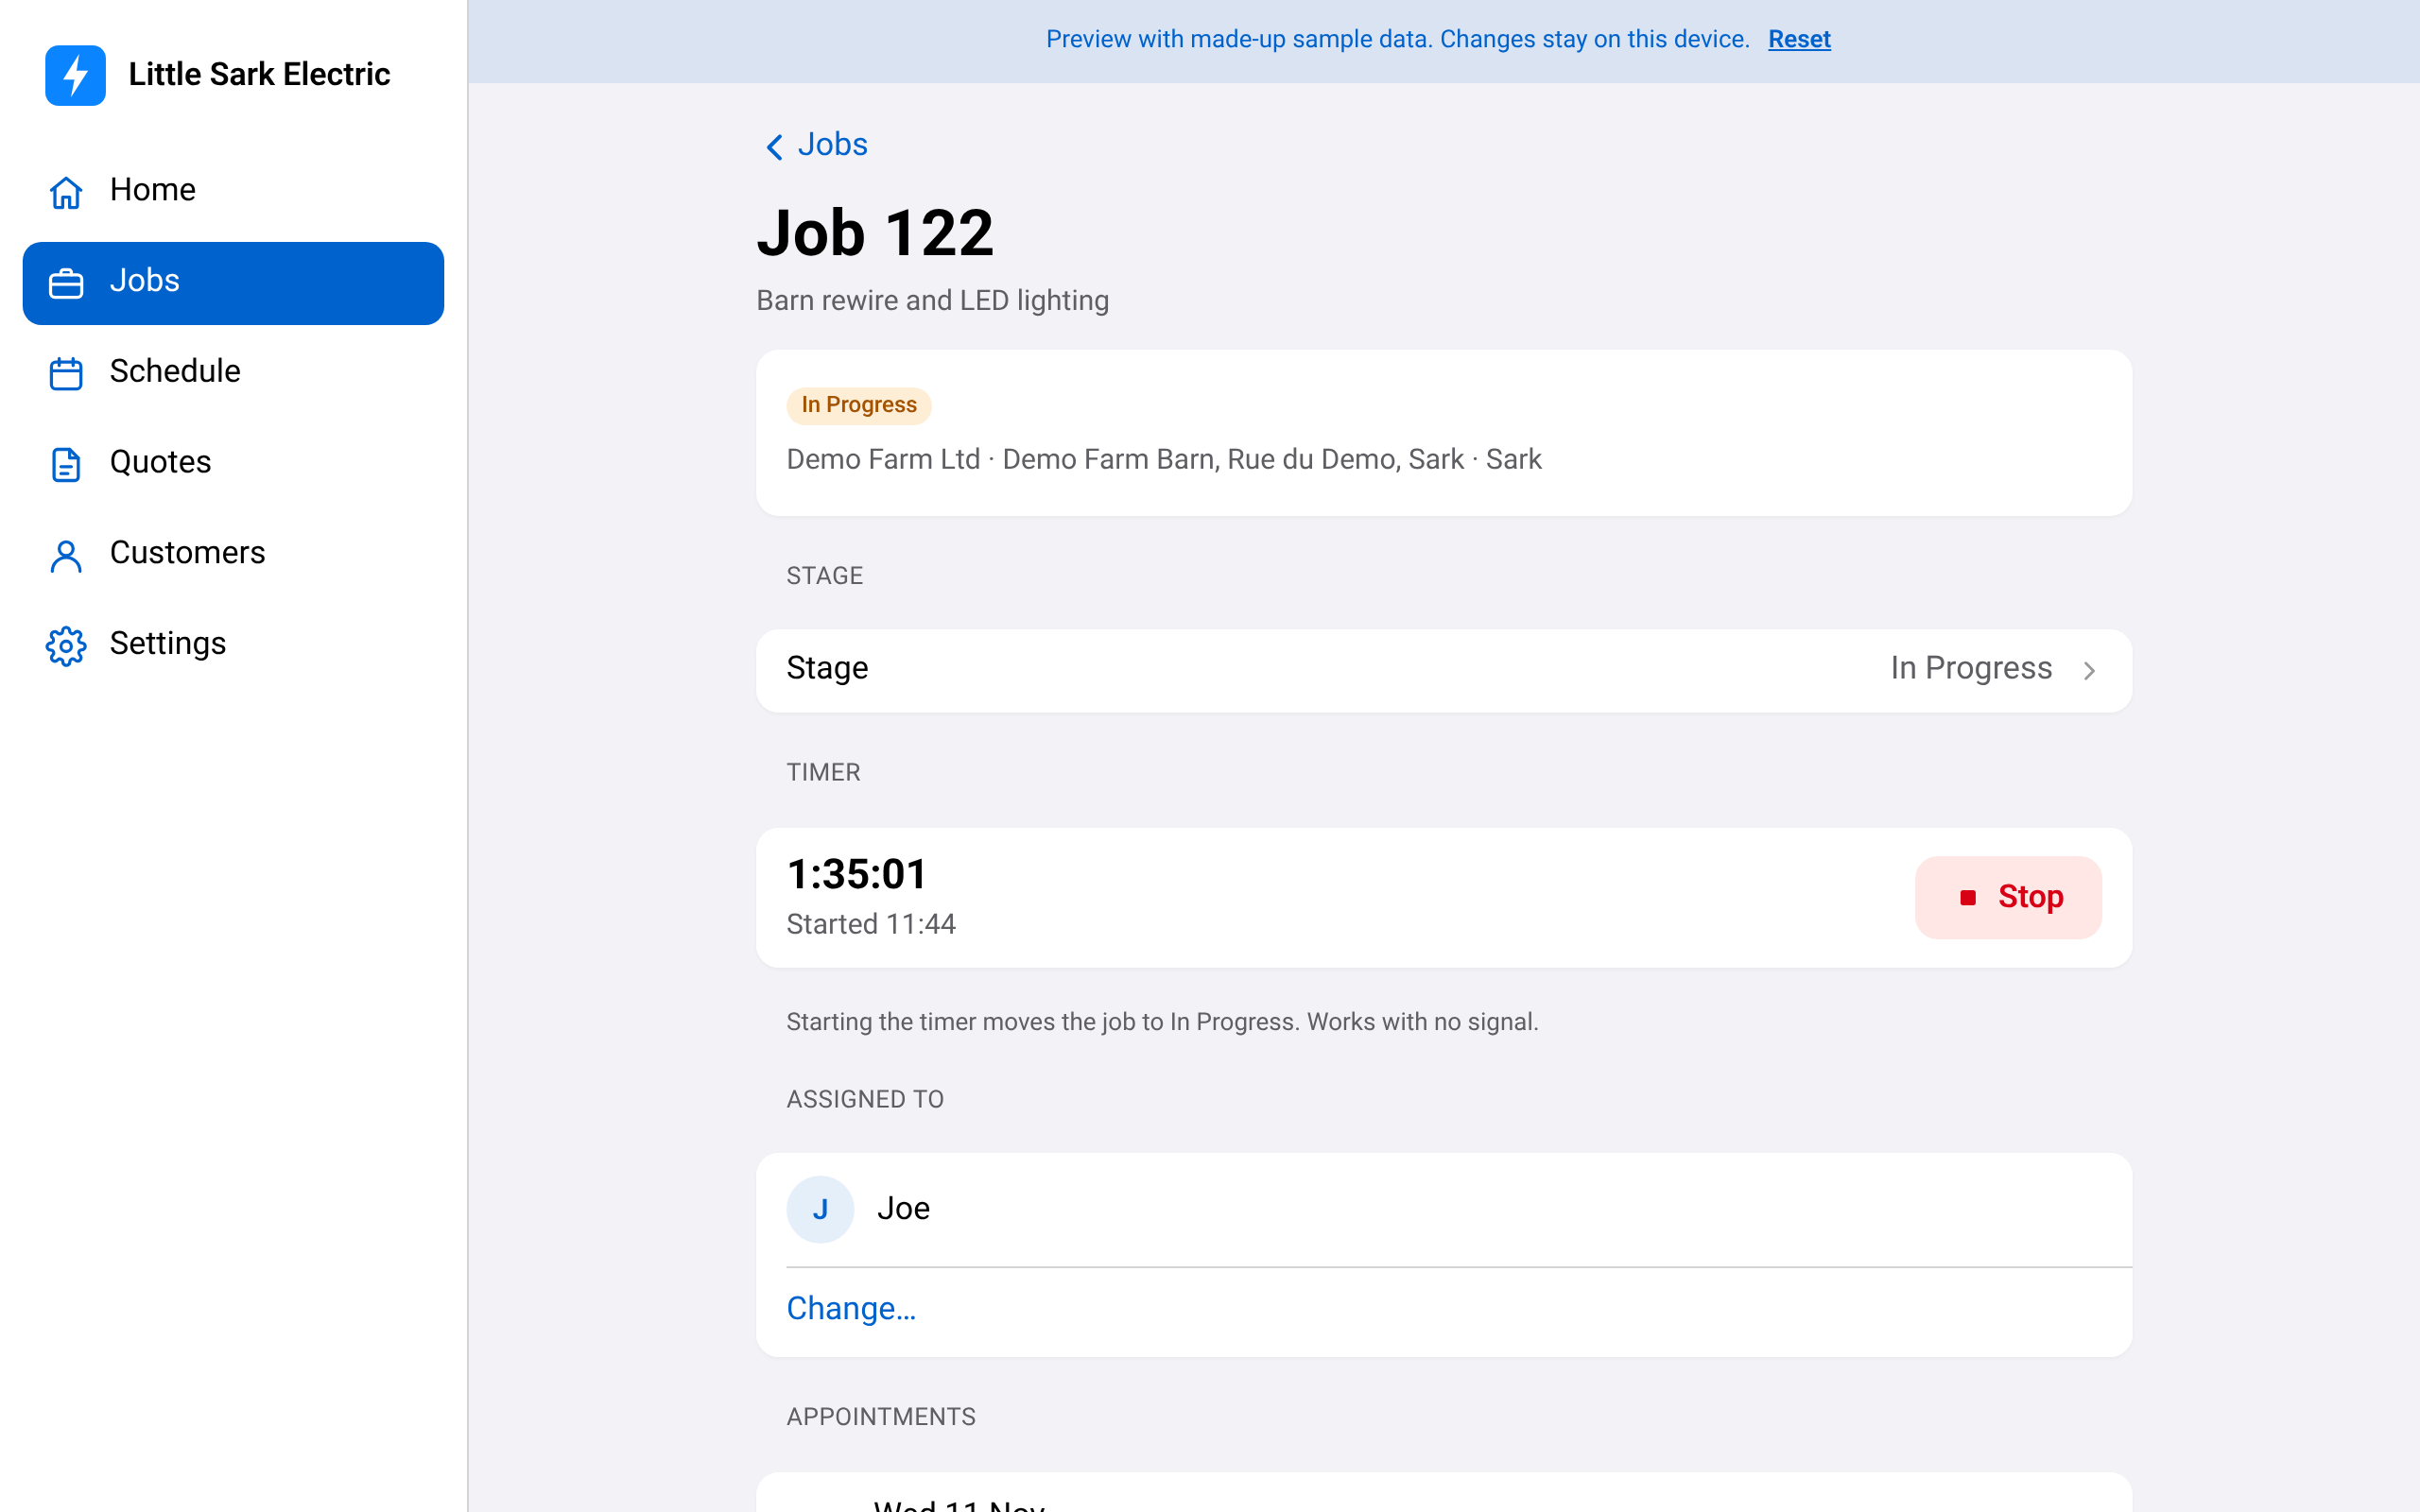 Little Sark Electric
Home
Jobs
Schedule
Quotes
Customers
Settings
Preview with made-up sample data. Changes stay on this device. Reset
Jobs
Job 122
Barn rewire and LED lighting
In Progress
Demo Farm Ltd · Demo Farm Barn, Rue du Demo, Sark · Sark
STAGE
Stage In Progress
TIMER
1:35:01
Started 11:44
Stop
Starting the timer moves the job to In Progress. Works with no signal.
ASSIGNED TO
J Joe
Change...
APPOINTMENTS
Wed 11 Nov